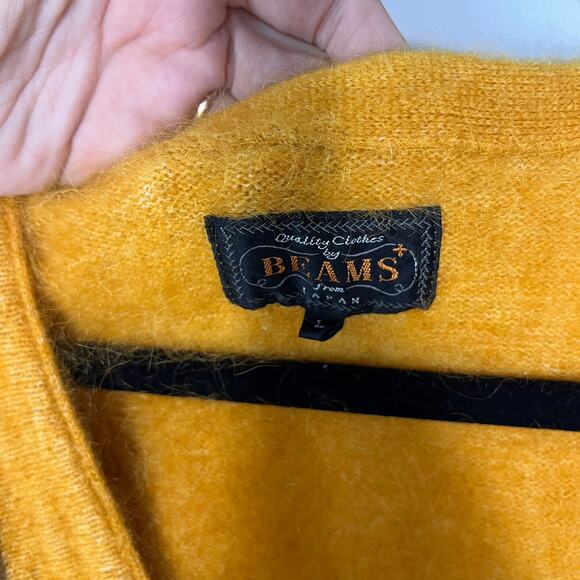 Quality Clothes
by
BEAMS+
from
JAPAN
L